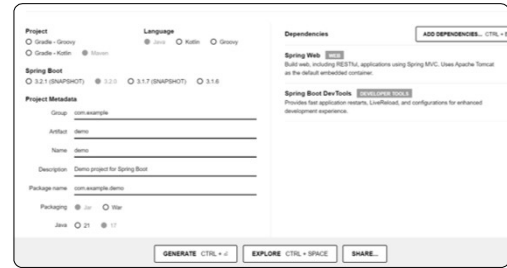 Project
Gradle - Groovy
Gradle - Kotlin Maven
Language
Java Kotlin Groovy
Spring Boot
3.2.1 (SNAPSHOT) 3.2.0 3.1.7 (SNAPSHOT) 3.1.6
Project Metadata
Group com.example
Artifact demo
Name demo
Description Demo project for Spring Boot
Package name com.example.demo
Packaging Jar War
Java 21 17
Dependencies
ADD DEPENDENCIES... CTRL +
Spring Web WEB
Build web, including RESTful, applications using Spring MVC. Uses Apache Tomcat
as the default embedded container.
Spring Boot DevTools DEVELOPER TOOLS
Provides fast application restarts, LiveReload, and configurations for enhanced
development experience.
GENERATE CTRL + ⏎
EXPLORE CTRL + SPACE
SHARE...